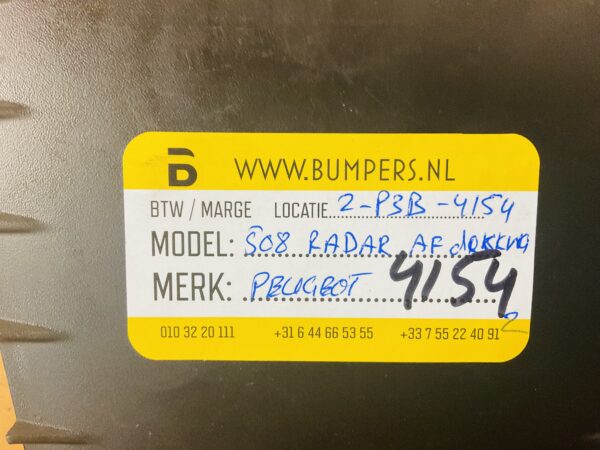 WWW.BUMPERS.NL
BTW / MARGE LOCATIE 2-P3B-4154
MODEL: 508 RADAR AFdekking
MERK: PEUGEOT 4154
2
010 32 20 111 +31 6 44 66 53 55 +33 7 55 22 40 91